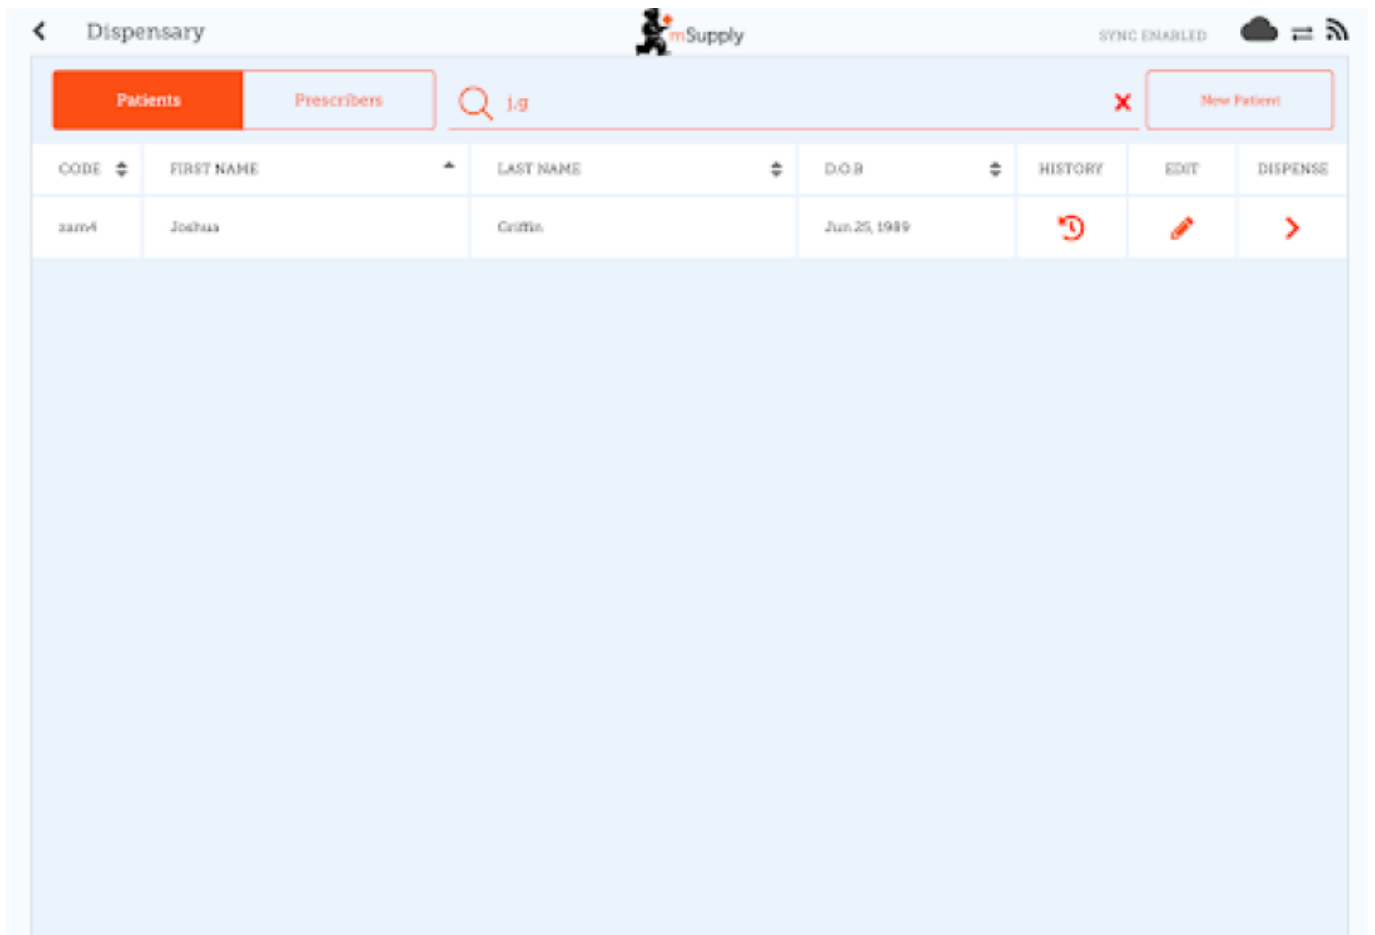 Dispensary
mSupply
SYNC ENABLED
Patients
Prescribers
j,g
New Patient
CODE
FIRST NAME
LAST NAME
D.O.B
HISTORY
EDIT
DISPENSE
Joshua
Griffin
Jun 25, 1989